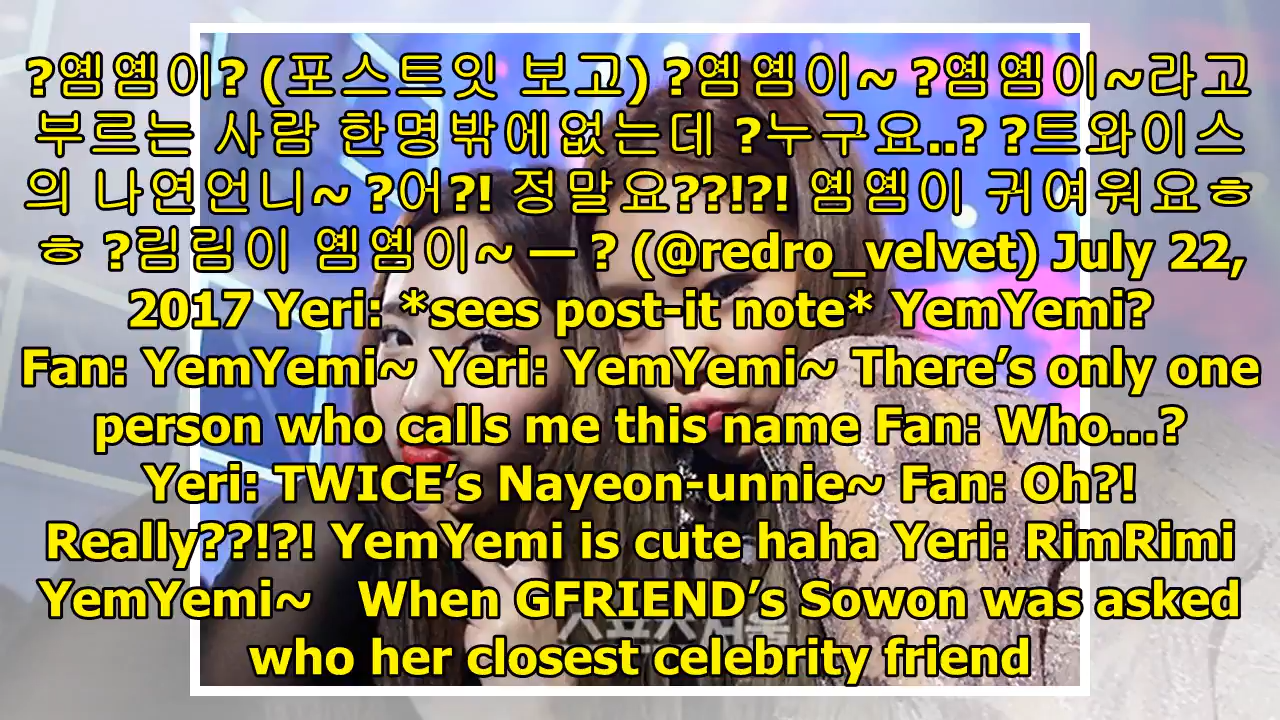 ?옘옘이? (포스트잇 보고) ?옘옘이~ ?옘옘이~라고
부르는 사람 한명밖에없는데 ?누구요..? ?트와이스
의 나연언니~ ?어?! 정말요??!?! 옘옘이 귀여워요ㅎ
ㅎ ?림림이 옘옘이~ — ? (@redro_velvet) July 22,
2017 Yeri: *sees post-it note* YemYemi?
Fan: YemYemi~ Yeri: YemYemi~ There’s only one
person who calls me this name Fan: Who…?
Yeri: TWICE’s Nayeon-unnie~ Fan: Oh?!
Really??!?! YemYemi is cute haha Yeri: RimRimi
YemYemi~   When GFRIEND’s Sowon was asked
who her closest celebrity friend
스포츠서울